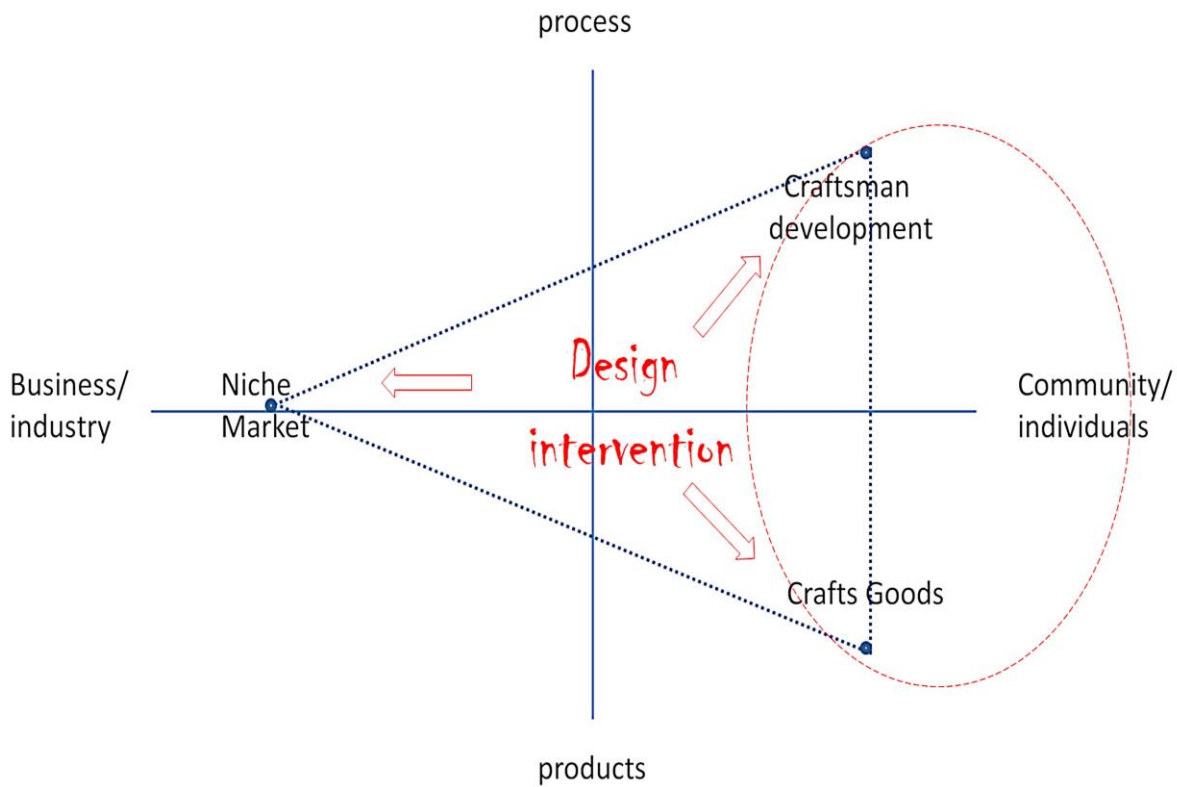 process
Craftsman
development
Design
Business/
industry
Niche
Market
Community/
individuals
intervention
Crafts Goods
products